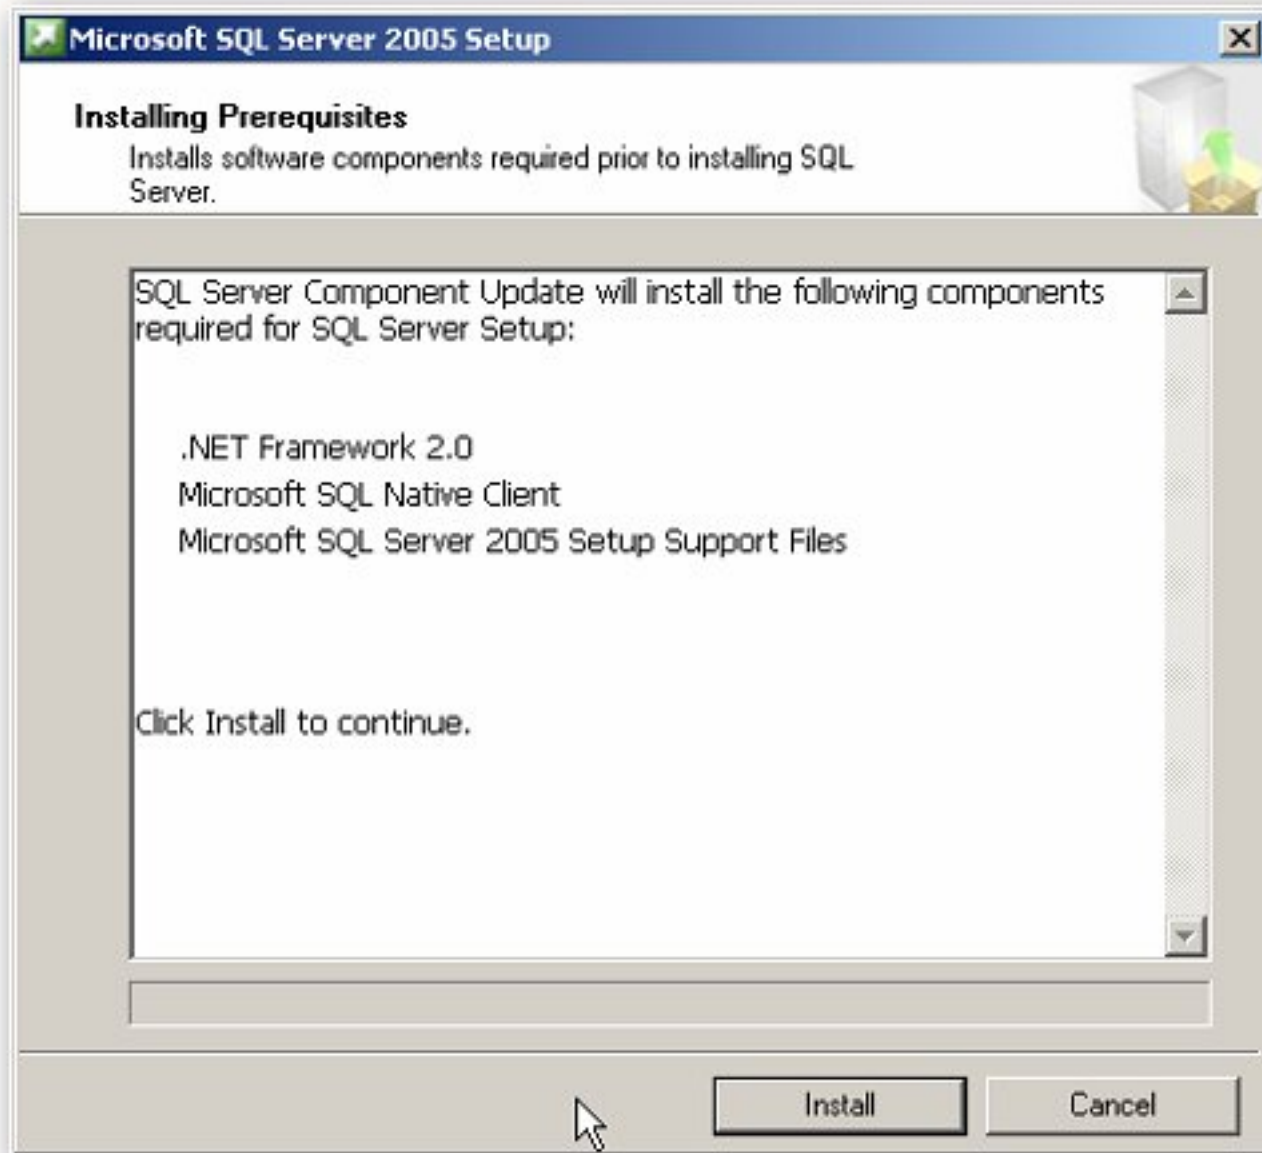 Microsoft SQL Server 2005 Setup
Installing Prerequisites
Installs software components required prior to installing SQL
Server.
SQL Server Component Update will install the following components
required for SQL Server Setup:
.NET Framework 2.0
Microsoft SQL Native Client
Microsoft SQL Server 2005 Setup Support Files
Click Install to continue.
Install
Cancel